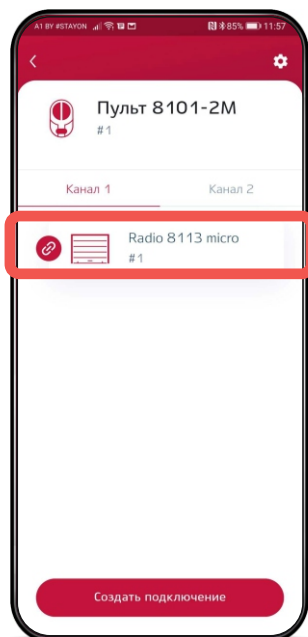 A1 BY #STAYON 85% 11:57
Пульт 8101-2М
#1
Канал 1 Канал 2
Radio 8113 micro
#1
Создать подключение